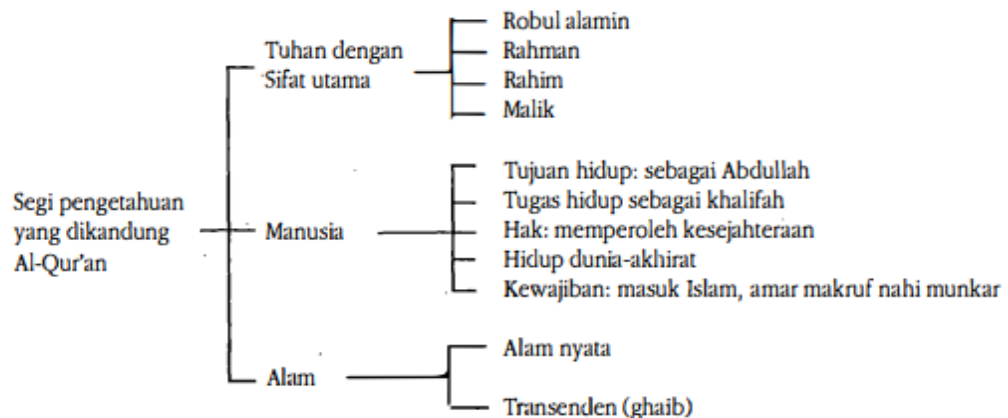 Segi pengetahuan
yang dikandung
Al-Qur'an
Tuhan dengan
Sifat utama
Robul alamin
Rahman
Rahim
Malik
Manusia
Tujuan hidup: sebagai Abdullah
Tugas hidup sebagai khalifah
Hak: memperoleh kesejahteraan
Hidup dunia-akhirat
Kewajiban: masuk Islam, amar makruf nahi munkar
Alam
Alam nyata
Transenden (ghaib)